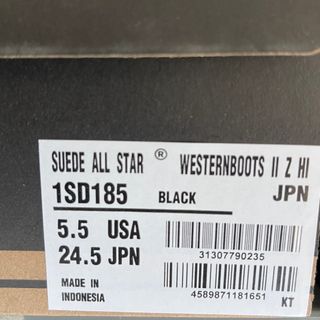 SUEDE ALL STAR ® WESTERNBOOTS II Z HI
1SD185 BLACK JPN
5.5 USA
24.5 JPN
31307790235
MADE IN
INDONESIA
4589871181651
KT